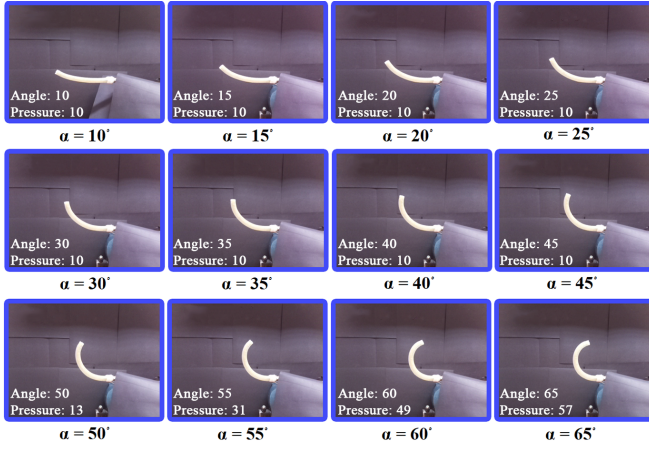 Angle: 10
Pressure: 10
α = 10°
Angle: 15
Pressure: 10
α = 15°
Angle: 20
Pressure: 10
α = 20°
Angle: 25
Pressure: 10
α = 25°
Angle: 30
Pressure: 10
α = 30°
Angle: 35
Pressure: 10
α = 35°
Angle: 40
Pressure: 10
α = 40°
Angle: 45
Pressure: 10
α = 45°
Angle: 50
Pressure: 13
α = 50°
Angle: 55
Pressure: 31
α = 55°
Angle: 60
Pressure: 49
α = 60°
Angle: 65
Pressure: 57
α = 65°